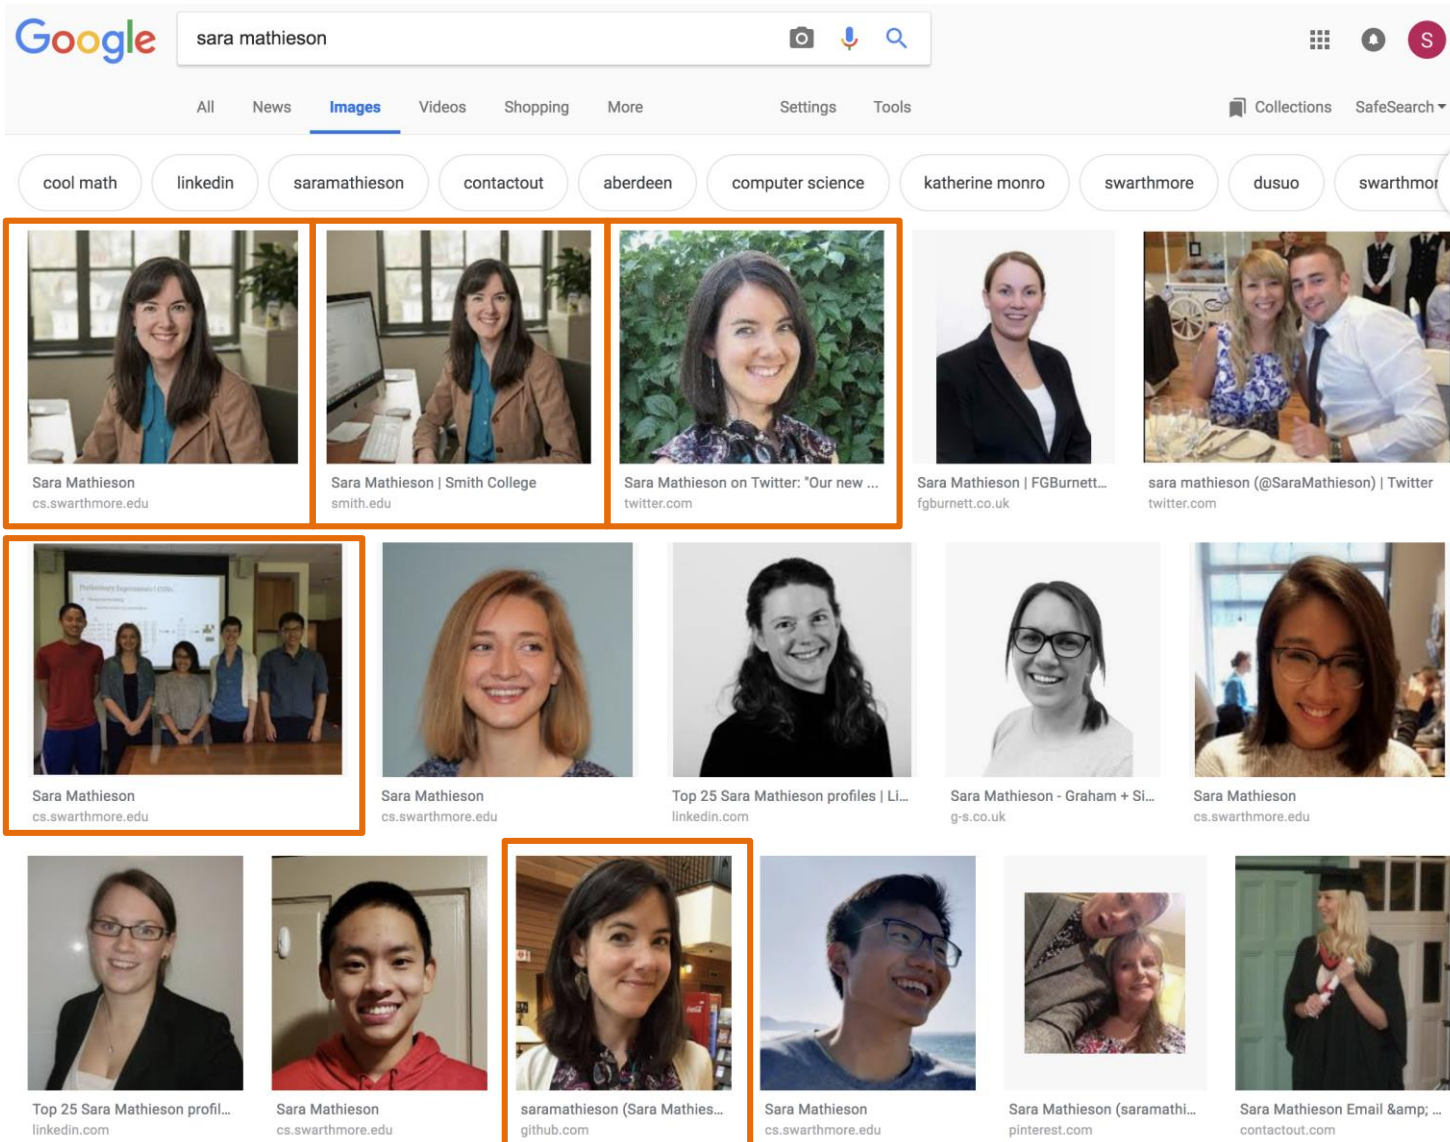 Google
sara mathieson
S
All News Images Videos Shopping More Settings Tools
Collections SafeSearch
cool math linkedin saramathieson contactout aberdeen computer science katherine monro swarthmore dusuo swarthmor
Sara Mathieson
cs.swarthmore.edu
Sara Mathieson | Smith College
smith.edu
Sara Mathieson on Twitter: "Our new ...
twitter.com
Sara Mathieson | FGBurnett...
fgburnett.co.uk
sara mathieson (@SaraMathieson) | Twitter
twitter.com
Sara Mathieson
cs.swarthmore.edu
Sara Mathieson
cs.swarthmore.edu
Top 25 Sara Mathieson profiles | Li...
linkedin.com
Sara Mathieson - Graham + Si...
g-s.co.uk
Sara Mathieson
cs.swarthmore.edu
Top 25 Sara Mathieson profil...
linkedin.com
Sara Mathieson
cs.swarthmore.edu
saramathieson (Sara Mathies...
github.com
Sara Mathieson
cs.swarthmore.edu
Sara Mathieson (saramathi...
pinterest.com
Sara Mathieson Email &amp; ...
contactout.com